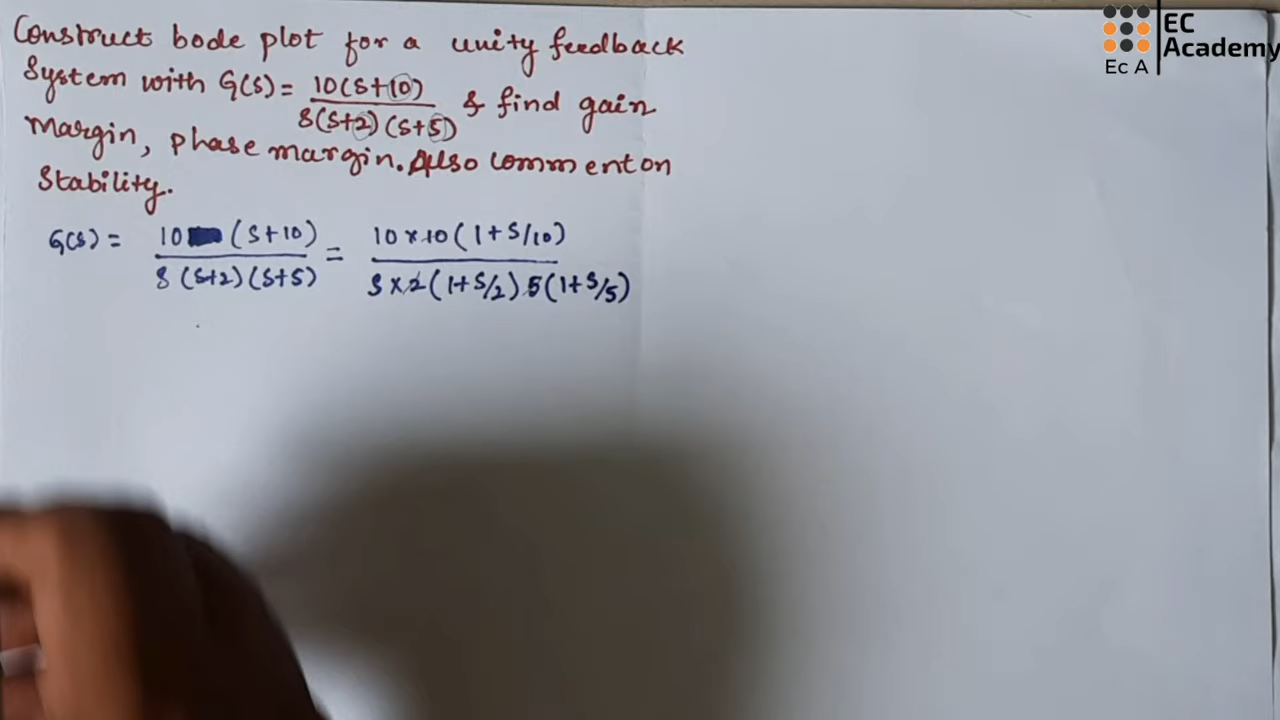 Construct bode plot for a unity feedback
System with G(s) = 10(s+10) / s(s+2)(s+5) & find gain
Margin, phase margin. Also comment on
Stability.
G(s) = 10 (s+10) / s(s+2)(s+5) = 10×10(1+s/10) / s×2(1+s/2)5(1+s/5)
EC
Academy
Ec A